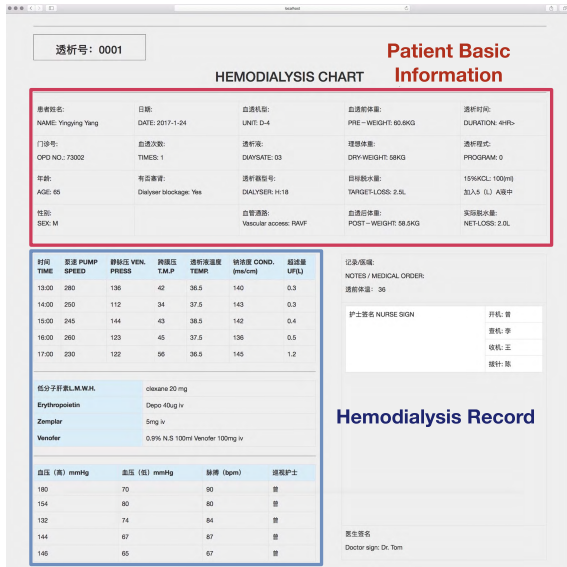 localhost
透析号：0001
Patient Basic
Information
HEMODIALYSIS CHART
患者姓名: 日期: 血透机型: 血透前体重: 透析时间:
NAME: Yingying Yang DATE: 2017-1-24 UNIT: D-4 PRE－WEIGHT: 60.6KG DURATION: 4HR>
门诊号: 血透次数: 透析液: 理想体重: 透析程式:
OPD NO.: 73002 TIMES: 1 DIAYSATE: 03 DRY-WEIGHT: 58KG PROGRAM: 0
年龄: 有否塞肾: 透析器型号: 目标脱水量: 15%KCL: 100(ml)
AGE: 65 Dialyser blockage: Yes DIALYSER: H:18 TARGET-LOSS: 2.5L 加入5（L）A液中
性别: 血管通路: 血透后体重: 实际脱水量:
SEX: M Vascular access: RAVF POST－WEIGHT: 58.5KG NET-LOSS: 2.0L
时间 泵速 PUMP 静脉压 VEN. 跨膜压 透析液温度 钠浓度 COND. 超滤量
TIME SPEED PRESS T.M.P TEMP. (ms/cm) UF(L)
13:00 280 136 42 36.5 140 0.3
14:00 250 112 34 37.5 143 0.3
15:00 245 144 43 38.5 142 0.4
16:00 260 123 45 37.5 136 0.5
17:00 230 122 56 36.5 145 1.2
低分子肝素L.M.W.H. clexane 20 mg
Erythropoietin Depo 40ug iv
Zemplar 5mg iv
Venofer 0.9% N.S 100ml Venofer 100mg iv
血压（高）mmHg 血压（低）mmHg 脉搏（bpm） 巡视护士
180 70 90 曾
154 80 80 曾
132 74 84 曾
144 67 87 曾
146 65 67 曾
记录/医嘱:
NOTES / MEDICAL ORDER:
透前体温： 36
护士签名 NURSE SIGN 开机: 曾
查机: 李
收机: 王
拔针: 陈
Hemodialysis Record
医生签名
Doctor sign: Dr. Tom